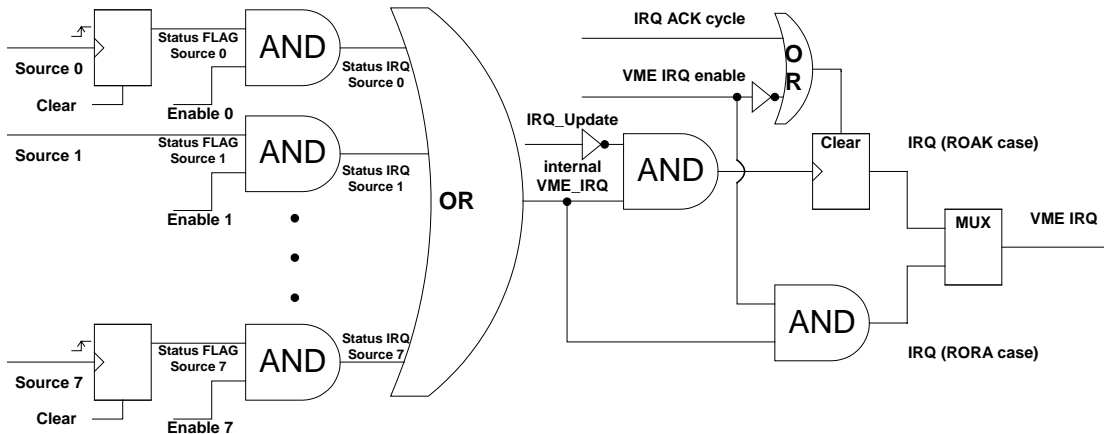 Source 0
Clear
Status FLAG
Source 0
Enable 0
AND
Status IRQ
Source 0
Source 1
Status FLAG
Source 1
Enable 1
AND
Status IRQ
Source 1
Source 7
Clear
Status FLAG
Source 7
Enable 7
AND
Status IRQ
Source 7
OR
IRQ_Update
internal
VME_IRQ
AND
IRQ ACK cycle
VME IRQ enable
O
R
Clear
IRQ (ROAK case)
AND
IRQ (RORA case)
MUX
VME IRQ